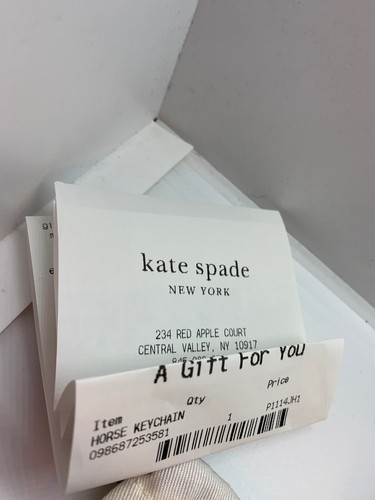 kate spade
NEW YORK
234 RED APPLE COURT
CENTRAL VALLEY, NY 10917
A Gift For You
Item Qty Price
HORSE KEYCHAIN 1 P1114JH1
098687253581